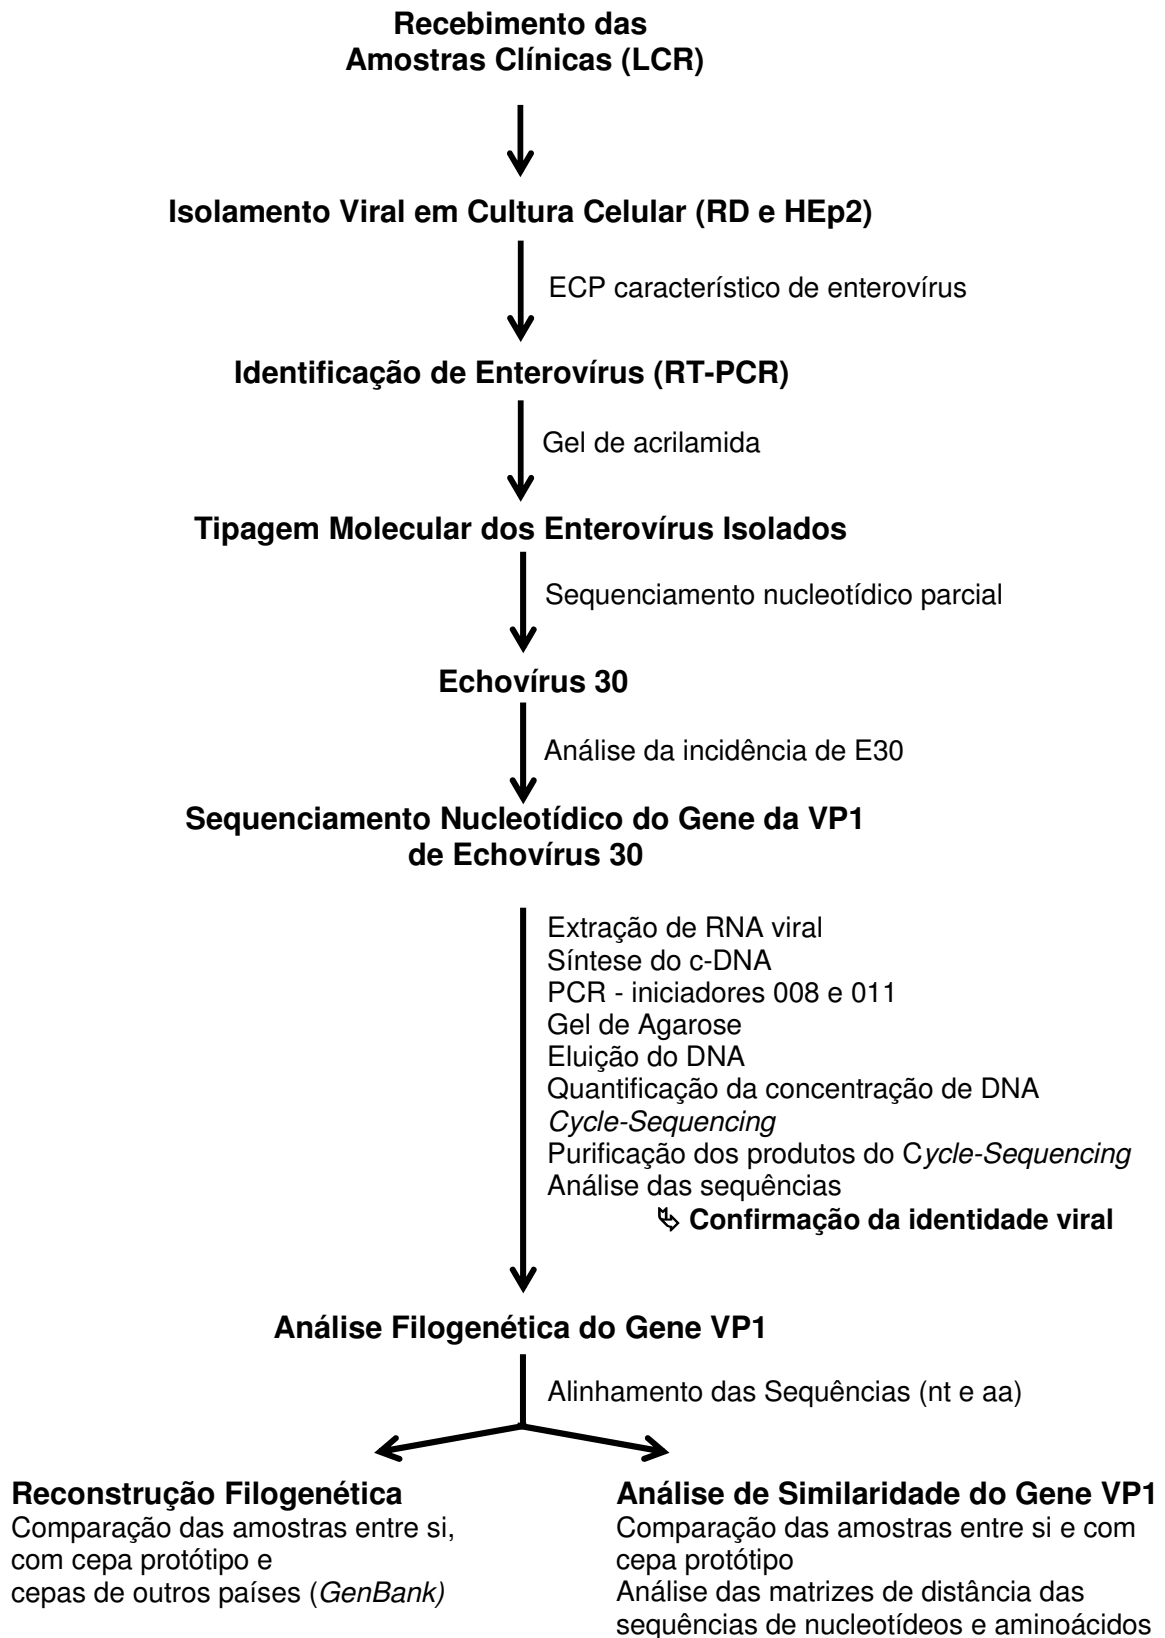 Recebimento das
Amostras Clínicas (LCR)
Isolamento Viral em Cultura Celular (RD e HEp2)
ECP característico de enterovírus
Identificação de Enterovírus (RT-PCR)
Gel de acrilamida
Tipagem Molecular dos Enterovírus Isolados
Sequenciamento nucleotídico parcial
Echovírus 30
Análise da incidência de E30
Sequenciamento Nucleotídico do Gene da VP1
de Echovírus 30
Extração de RNA viral
Síntese do c-DNA
PCR - iniciadores 008 e 011
Gel de Agarose
Eluição do DNA
Quantificação da concentração de DNA
Cycle-Sequencing
Purificação dos produtos do Cycle-Sequencing
Análise das sequências
Confirmação da identidade viral
Análise Filogenética do Gene VP1
Alinhamento das Sequências (nt e aa)
Reconstrução Filogenética
Comparação das amostras entre si,
com cepa protótipo e
cepas de outros países (GenBank)
Análise de Similaridade do Gene VP1
Comparação das amostras entre si e com
cepa protótipo
Análise das matrizes de distância das
sequências de nucleotídeos e aminoácidos